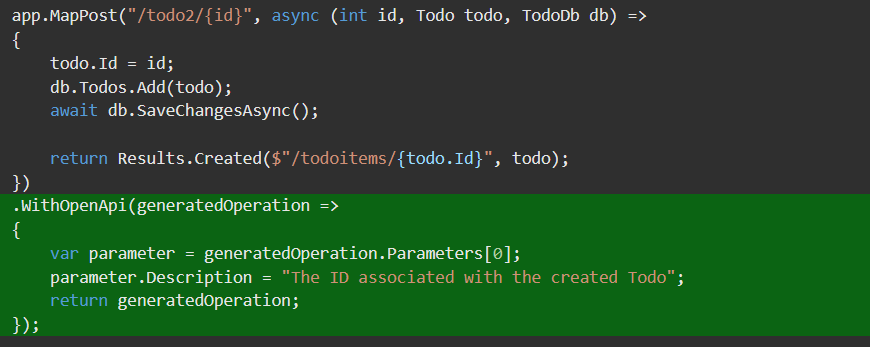 app.MapPost("/todo2/{id}", async (int id, Todo todo, TodoDb db) =>
{
    todo.Id = id;
    db.Todos.Add(todo);
    await db.SaveChangesAsync();

    return Results.Created($"/todoitems/{todo.Id}", todo);
})
.WithOpenApi(generatedOperation =>
{
    var parameter = generatedOperation.Parameters[0];
    parameter.Description = "The ID associated with the created Todo";
    return generatedOperation;
});